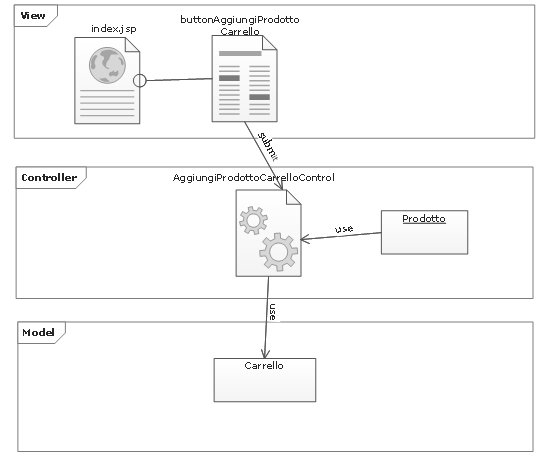 View
index.jsp
buttonAggiungiProdotto
Carrello
submit
Controller
AggiungiProdottoCarrelloControl
use
Prodotto
use
Model
Carrello